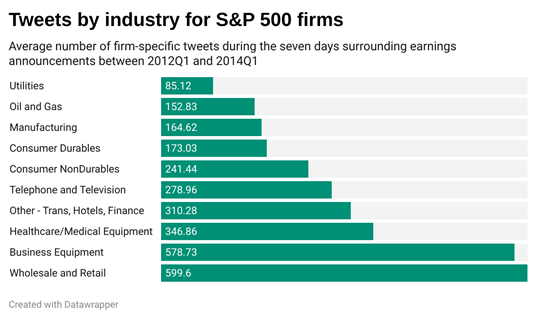 Tweets by industry for S&P 500 firms
Average number of firm-specific tweets during the seven days surrounding earnings
announcements between 2012Q1 and 2014Q1
Utilities 85.12
Oil and Gas 152.83
Manufacturing 164.62
Consumer Durables 173.03
Consumer NonDurables 241.44
Telephone and Television 278.96
Other - Trans, Hotels, Finance 310.28
Healthcare/Medical Equipment 346.86
Business Equipment 578.73
Wholesale and Retail 599.6
Created with Datawrapper